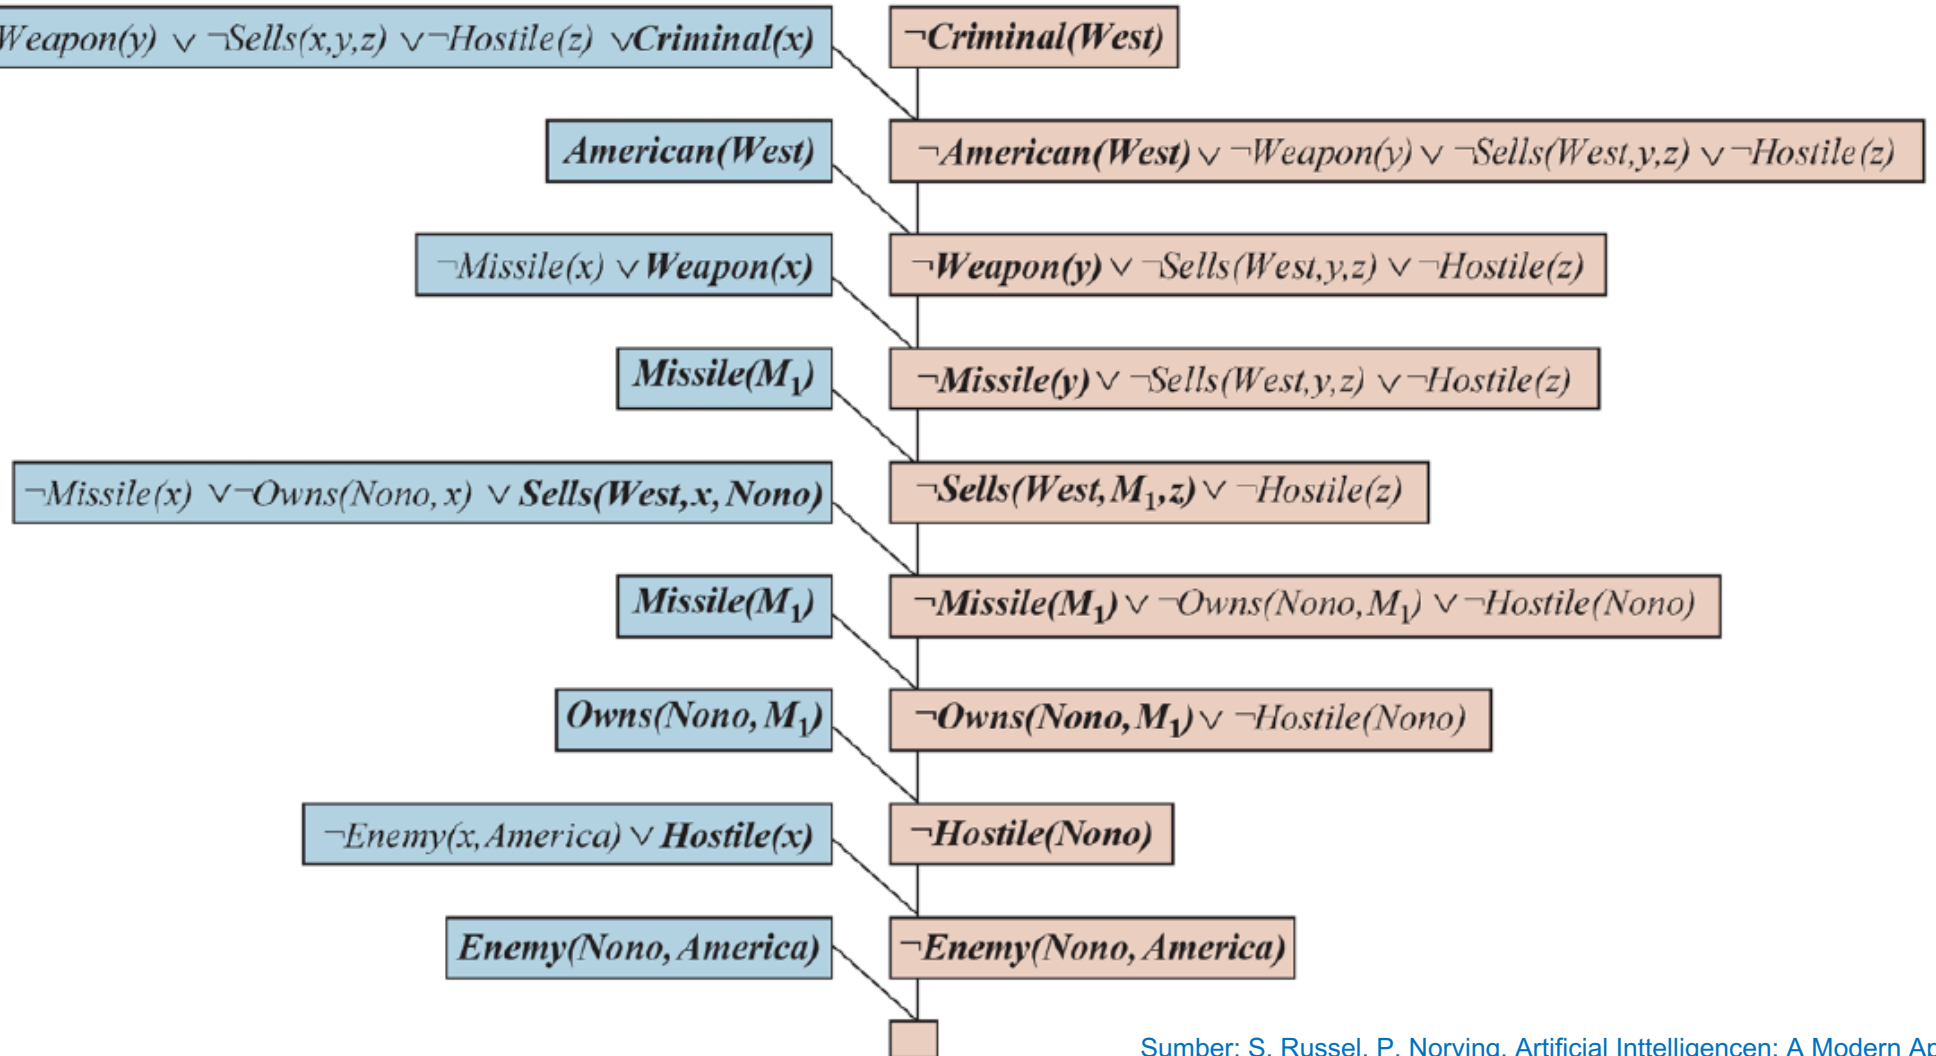 Weapon(y) ∨ ¬Sells(x,y,z) ∨¬Hostile(z) ∨Criminal(x)
¬Criminal(West)
American(West)
¬American(West) ∨ ¬Weapon(y) ∨ ¬Sells(West,y,z) ∨ ¬Hostile(z)
¬Missile(x) ∨ Weapon(x)
¬Weapon(y) ∨ ¬Sells(West,y,z) ∨ ¬Hostile(z)
Missile(M₁)
¬Missile(y) ∨ ¬Sells(West,y,z) ∨¬Hostile(z)
¬Missile(x) ∨¬Owns(Nono,x) ∨ Sells(West,x,Nono)
¬Sells(West,M₁,z) ∨ ¬Hostile(z)
Missile(M₁)
¬Missile(M₁) ∨ ¬Owns(Nono,M₁) ∨ ¬Hostile(Nono)
Owns(Nono,M₁)
¬Owns(Nono,M₁) ∨ ¬Hostile(Nono)
¬Enemy(x,America) ∨ Hostile(x)
¬Hostile(Nono)
Enemy(Nono,America)
¬Enemy(Nono,America)
Sumber: S. Russel, P. Norving, Artificial Inttelligencen: A Modern Ap